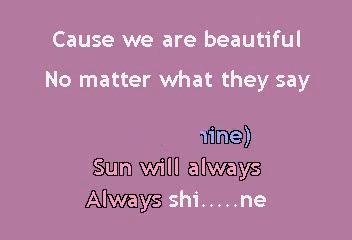 Cause we are beautiful
No matter what they say
ine)
Sun will always
Always shi.....ne